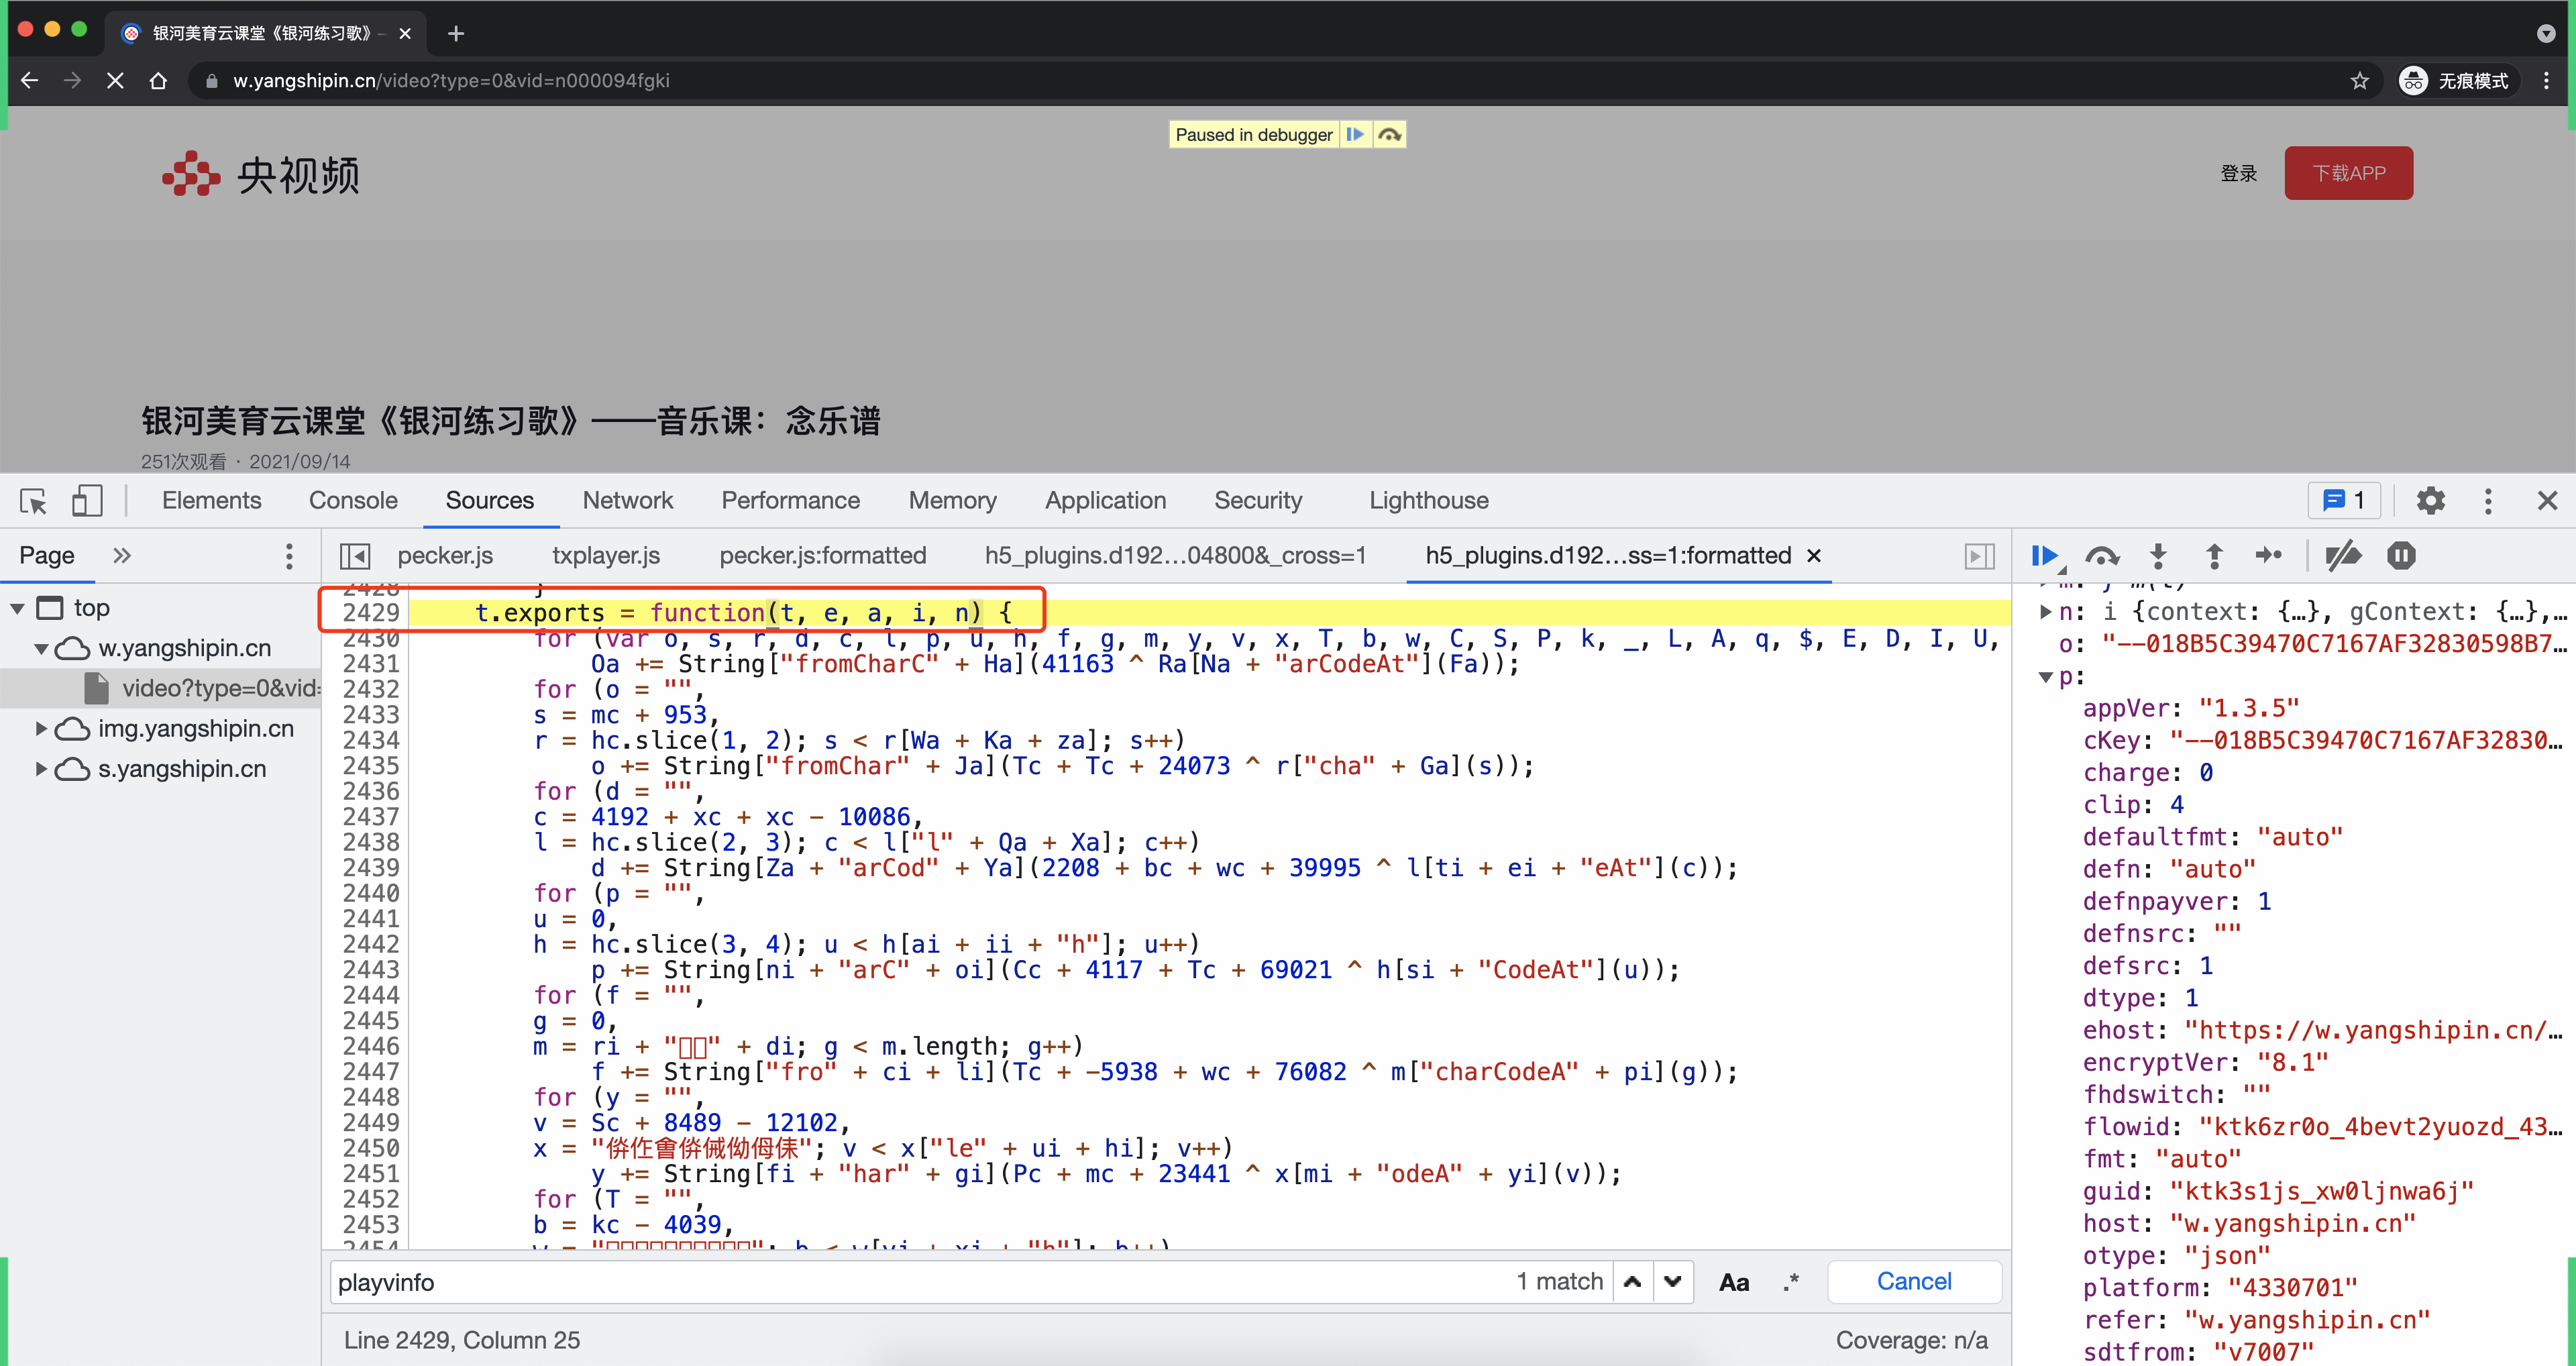 银河美育云课堂《银河练习歌》-
w.yangshipin.cn/video?type=0&vid=n000094fgki
无痕模式
Paused in debugger
央视频
登录
下载APP
银河美育云课堂《银河练习歌》——音乐课：念乐谱
251次观看 · 2021/09/14
Elements Console Sources Network Performance Memory Application Security Lighthouse 1
Page
pecker.js txplayer.js pecker.js:formatted h5_plugins.d192...04800&_cross=1 h5_plugins.d192...ss=1:formatted
top
w.yangshipin.cn
video?type=0&vid=
img.yangshipin.cn
s.yangshipin.cn
2428 }
2429 t.exports = function(t, e, a, i, n) {
2430 for (var o, s, r, d, c, l, p, u, h, f, g, m, y, v, x, T, b, w, C, S, P, k, _, L, A, q, $, E, D, I, U,
2431 Oa += String["fromCharC" + Ha](41163 ^ Ra[Na + "arCodeAt"](Fa));
2432 for (o = "",
2433 s = mc + 953,
2434 r = hc.slice(1, 2); s < r[Wa + Ka + za]; s++)
2435 o += String["fromChar" + Ja](Tc + Tc + 24073 ^ r["cha" + Ga](s));
2436 for (d = "",
2437 c = 4192 + xc + xc - 10086,
2438 l = hc.slice(2, 3); c < l["l" + Qa + Xa]; c++)
2439 d += String[Za + "arCod" + Ya](2208 + bc + wc + 39995 ^ l[ti + ei + "eAt"](c));
2440 for (p = "",
2441 u = 0,
2442 h = hc.slice(3, 4); u < h[ai + ii + "h"]; u++)
2443 p += String[ni + "arC" + oi](Cc + 4117 + Tc + 69021 ^ h[si + "CodeAt"](u));
2444 for (f = "",
2445 g = 0,
2446 m = ri + "▯▯" + di; g < m.length; g++)
2447 f += String["fro" + ci + li](Tc + -5938 + wc + 76082 ^ m["charCodeA" + pi](g));
2448 for (y = "",
2449 v = Sc + 8489 - 12102,
2450 x = " "; v < x["le" + ui + hi]; v++)
2451 y += String[fi + "har" + gi](Pc + mc + 23441 ^ x[mi + "odeA" + yi](v));
2452 for (T = "",
2453 b = kc - 4039,
m: f m(t)
n: i {context: {…}, gContext: {…},…
o: "--018B5C39470C7167AF32830598B7…
p:
appVer: "1.3.5"
cKey: "--018B5C39470C7167AF32830…
charge: 0
clip: 4
defaultfmt: "auto"
defn: "auto"
defnpayver: 1
defnsrc: ""
defsrc: 1
dtype: 1
ehost: "https://w.yangshipin.cn/…
encryptVer: "8.1"
fhdswitch: ""
flowid: "ktk6zr0o_4bevt2yuozd_43…
fmt: "auto"
guid: "ktk3s1js_xw0ljnwa6j"
host: "w.yangshipin.cn"
otype: "json"
platform: "4330701"
refer: "w.yangshipin.cn"
sdtfrom: "v7007"
playvinfo 1 match Aa .* Cancel
Line 2429, Column 25 Coverage: n/a